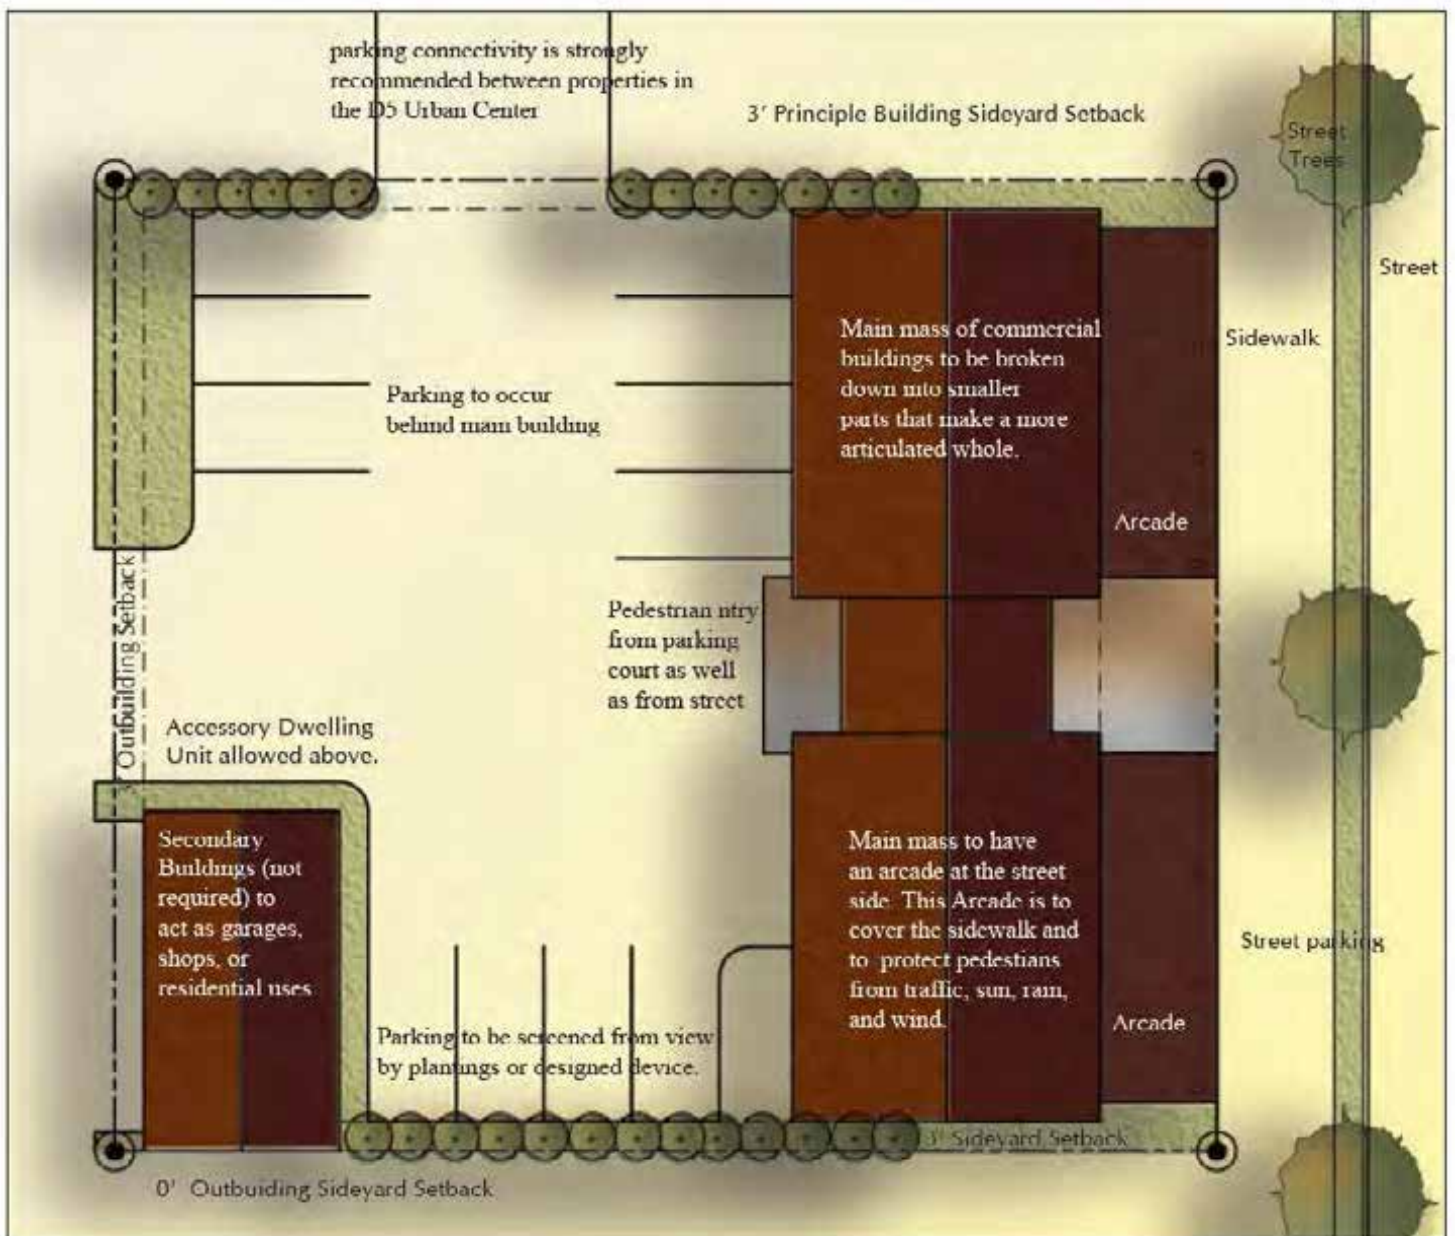 parking connectivity is strongly
recommended between properties in
the D5 Urban Center
3' Principle Building Sideyard Setback
Street
Trees
Street
Sidewalk
Main mass of commercial
buildings to be broken
down into smaller
parts that make a more
articulated whole.
Parking to occur
behind main building
Arcade
3' Outbuilding Setback
Pedestrian ntry
from parking
court as well
as from street
Accessory Dwelling
Unit allowed above.
Secondary
Buildings (not
required) to
act as garages,
shops, or
residential uses
Main mass to have
an arcade at the street
side. This Arcade is to
cover the sidewalk and
to protect pedestians
from traffic, sun, rain,
and wind.
Street parking
Arcade
Parking to be screened from view
by plantings or designed device.
3' Sideyard Setback
0' Outbuiding Sideyard Setback